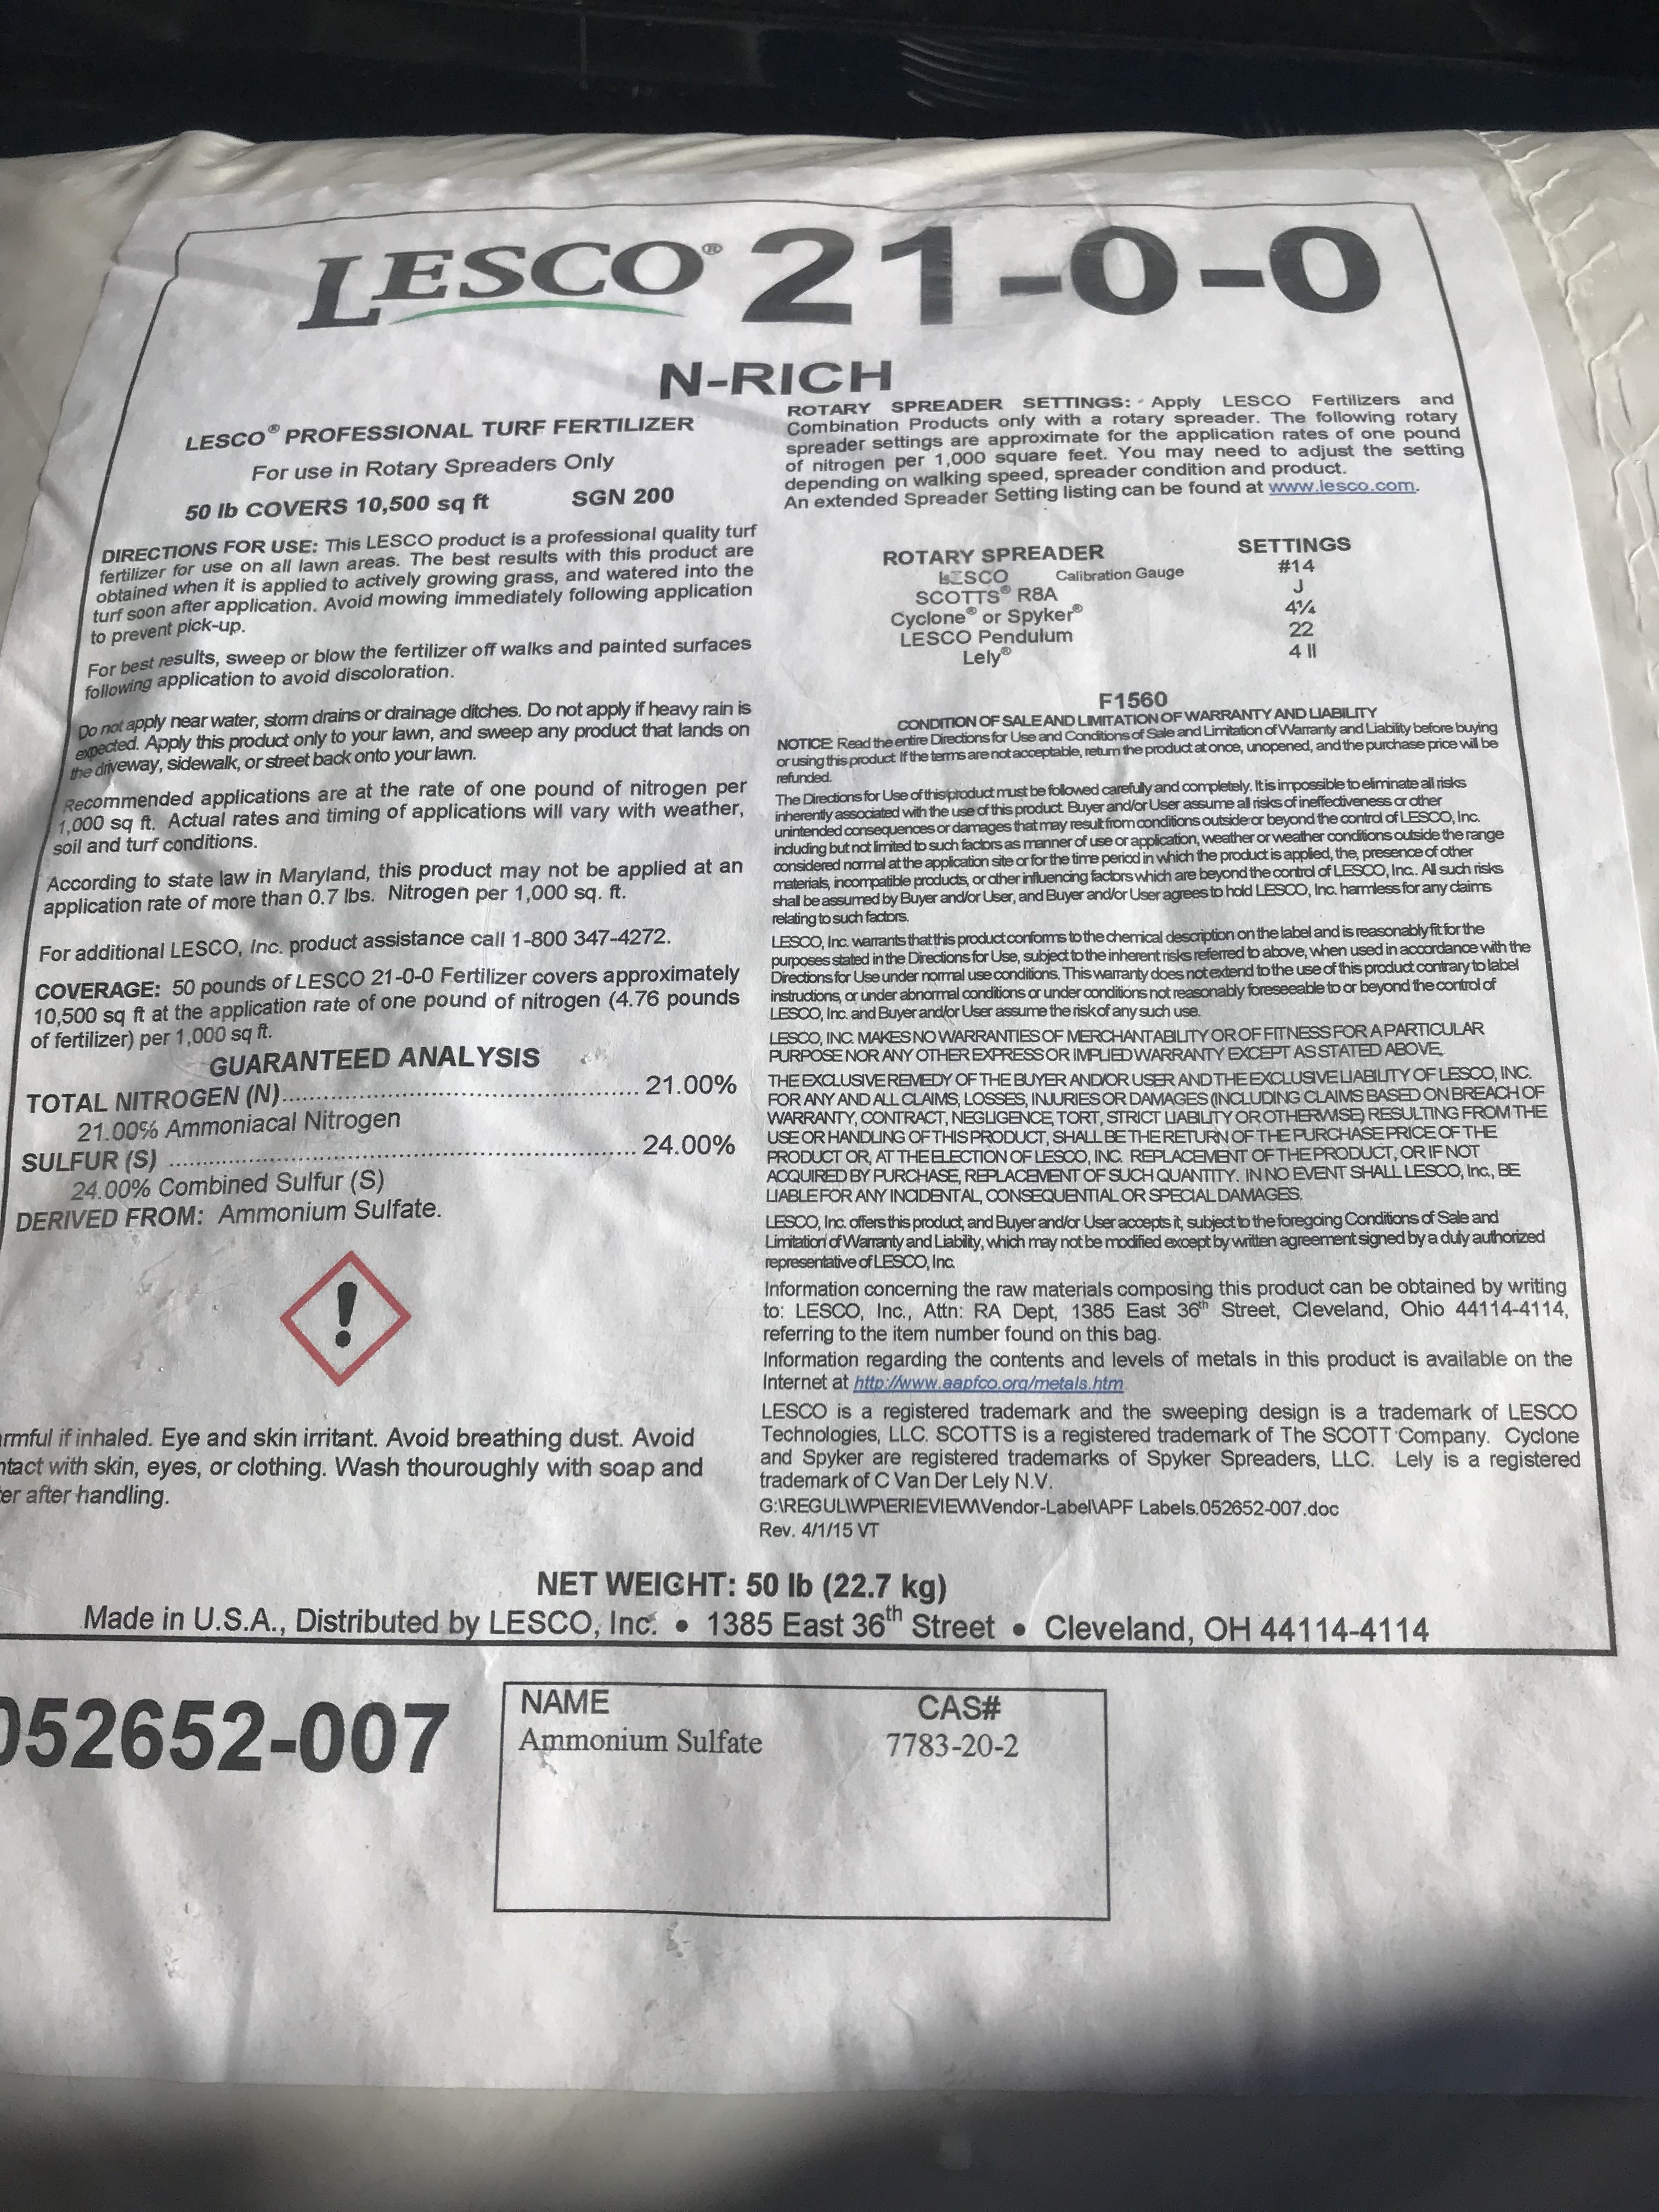 LESCO® 21-0-0
N-RICH
LESCO® PROFESSIONAL TURF FERTILIZER
For use in Rotary Spreaders Only
50 lb COVERS 10,500 sq ft SGN 200
DIRECTIONS FOR USE: This LESCO product is a professional quality turf
fertilizer for use on all lawn areas. The best results with this product are
obtained when it is applied to actively growing grass, and watered into the
turf soon after application. Avoid mowing immediately following application
to prevent pick-up.
For best results, sweep or blow the fertilizer off walks and painted surfaces
following application to avoid discoloration.
Do not apply near water, storm drains or drainage ditches. Do not apply if heavy rain is
expected. Apply this product only to your lawn, and sweep any product that lands on
the driveway, sidewalk, or street back onto your lawn.
Recommended applications are at the rate of one pound of nitrogen per
1,000 sq ft. Actual rates and timing of applications will vary with weather,
soil and turf conditions.
According to state law in Maryland, this product may not be applied at an
application rate of more than 0.7 lbs. Nitrogen per 1,000 sq. ft.
For additional LESCO, Inc. product assistance call 1-800 347-4272.
COVERAGE: 50 pounds of LESCO 21-0-0 Fertilizer covers approximately
10,500 sq ft at the application rate of one pound of nitrogen (4.76 pounds
of fertilizer) per 1,000 sq ft.
GUARANTEED ANALYSIS
TOTAL NITROGEN (N)........................................................ 21.00%
21.00% Ammoniacal Nitrogen
SULFUR (S) ........................................................................ 24.00%
24.00% Combined Sulfur (S)
DERIVED FROM: Ammonium Sulfate.
!
rmful if inhaled. Eye and skin irritant. Avoid breathing dust. Avoid
ntact with skin, eyes, or clothing. Wash thouroughly with soap and
er after handling.
ROTARY SPREADER SETTINGS: Apply LESCO Fertilizers and
Combination Products only with a rotary spreader. The following rotary
spreader settings are approximate for the application rates of one pound
of nitrogen per 1,000 square feet. You may need to adjust the setting
depending on walking speed, spreader condition and product.
An extended Spreader Setting listing can be found at www.lesco.com.
ROTARY SPREADER SETTINGS
LESCO Calibration Gauge #14
SCOTTS® R8A J
Cyclone® or Spyker® 4¼
LESCO Pendulum 22
Lely® 4 II
F1560
CONDITION OF SALE AND LIMITATION OF WARRANTY AND LIABILITY
NOTICE: Read the entire Directions for Use and Conditions of Sale and Limitation of Warranty and Liability before buying
or using this product. If the terms are not acceptable, return the product at once, unopened, and the purchase price will be
refunded.
The Directions for Use of this product must be followed carefully and completely. It is impossible to eliminate all risks
inherently associated with the use of this product. Buyer and/or User assume all risks of ineffectiveness or other
unintended consequences or damages that may result from conditions outside or beyond the control of LESCO, Inc.
including but not limited to such factors as manner of use or application, weather or weather conditions outside the range
considered normal at the application site or for the time period in which the product is applied, the, presence of other
materials, incompatible products, or other influencing factors which are beyond the control of LESCO, Inc.. All such risks
shall be assumed by Buyer and/or User, and Buyer and/or User agrees to hold LESCO, Inc. harmless for any claims
relating to such factors.
LESCO, Inc. warrants that this product conforms to the chemical description on the label and is reasonably fit for the
purposes stated in the Directions for Use, subject to the inherent risks referred to above, when used in accordance with the
Directions for Use under normal use conditions. This warranty does not extend to the use of this product contrary to label
instructions, or under abnormal conditions or under conditions not reasonably foreseeable to or beyond the control of
LESCO, Inc. and Buyer and/or User assume the risk of any such use.
LESCO, INC. MAKES NO WARRANTIES OF MERCHANTABILITY OR OF FITNESS FOR A PARTICULAR
PURPOSE NOR ANY OTHER EXPRESS OR IMPLIED WARRANTY EXCEPT AS STATED ABOVE.
THE EXCLUSIVE REMEDY OF THE BUYER AND/OR USER AND THE EXCLUSIVE LIABILITY OF LESCO, INC.
FOR ANY AND ALL CLAIMS, LOSSES, INJURIES OR DAMAGES (INCLUDING CLAIMS BASED ON BREACH OF
WARRANTY, CONTRACT, NEGLIGENCE, TORT, STRICT LIABILITY OR OTHERWISE) RESULTING FROM THE
USE OR HANDLING OF THIS PRODUCT, SHALL BE THE RETURN OF THE PURCHASE PRICE OF THE
PRODUCT OR, AT THE ELECTION OF LESCO, INC. REPLACEMENT OF THE PRODUCT, OR IF NOT
ACQUIRED BY PURCHASE, REPLACEMENT OF SUCH QUANTITY. IN NO EVENT SHALL LESCO, Inc., BE
LIABLE FOR ANY INCIDENTAL, CONSEQUENTIAL OR SPECIAL DAMAGES.
LESCO, Inc. offers this product, and Buyer and/or User accepts it, subject to the foregoing Conditions of Sale and
Limitation of Warranty and Liability, which may not be modified except by written agreement signed by a duly authorized
representative of LESCO, Inc.
Information concerning the raw materials composing this product can be obtained by writing
to: LESCO, Inc., Attn: RA Dept, 1385 East 36th Street, Cleveland, Ohio 44114-4114,
referring to the item number found on this bag.
Information regarding the contents and levels of metals in this product is available on the
Internet at http://www.aapfco.org/metals.htm
LESCO is a registered trademark and the sweeping design is a trademark of LESCO
Technologies, LLC. SCOTTS is a registered trademark of The SCOTT Company. Cyclone
and Spyker are registered trademarks of Spyker Spreaders, LLC. Lely is a registered
trademark of C Van Der Lely N.V.
G:\REGUL\WP\ERIEVIEW\Vendor-Label\APF Labels.052652-007.doc
Rev. 4/1/15 VT
NET WEIGHT: 50 lb (22.7 kg)
Made in U.S.A., Distributed by LESCO, Inc. • 1385 East 36th Street • Cleveland, OH 44114-4114
052652-007
NAME CAS#
Ammonium Sulfate 7783-20-2